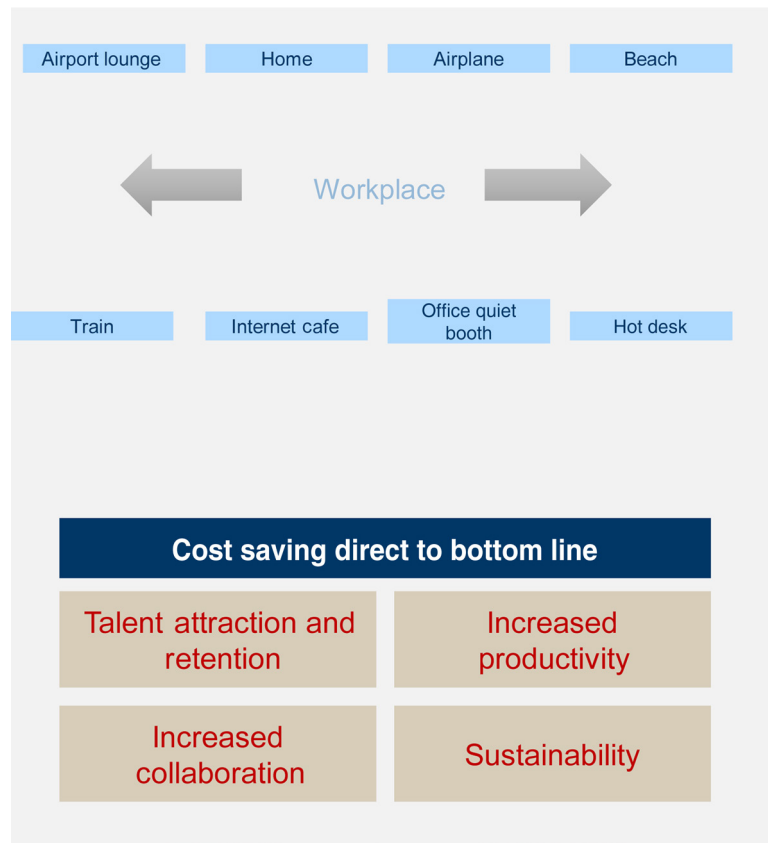 Airport lounge
Home
Airplane
Beach
Workplace
Train
Internet cafe
Office quiet
booth
Hot desk
Cost saving direct to bottom line
Talent attraction and
retention
Increased
productivity
Increased
collaboration
Sustainability